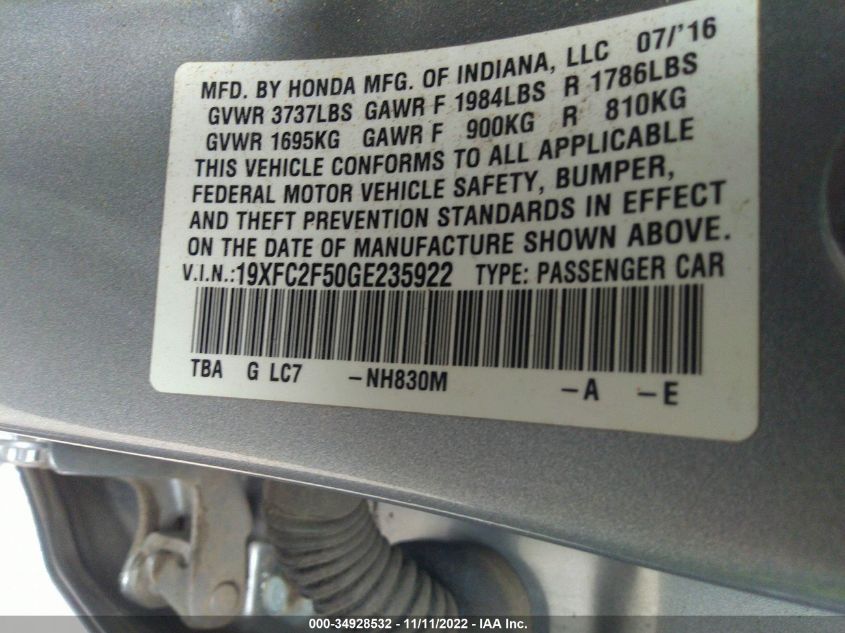 MFD. BY HONDA MFG. OF INDIANA, LLC 07/'16
GVWR 3737LBS GAWR F 1984LBS R 1786LBS
GVWR 1695KG GAWR F 900KG R 810KG
THIS VEHICLE CONFORMS TO ALL APPLICABLE
FEDERAL MOTOR VEHICLE SAFETY, BUMPER,
AND THEFT PREVENTION STANDARDS IN EFFECT
ON THE DATE OF MANUFACTURE SHOWN ABOVE.
V.I.N.:19XFC2F50GE235922 TYPE: PASSENGER CAR
TBA G LC7 -NH830M -A -E
000-34928532 - 11/11/2022 - IAA Inc.